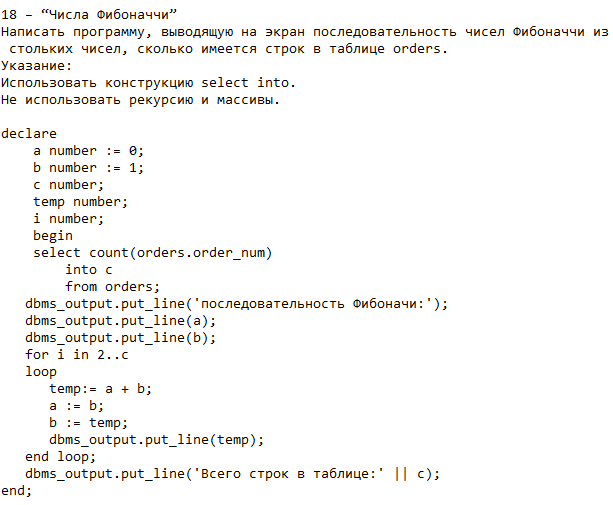 18 – “Числа Фибоначчи”
Написать программу, выводящую на экран последовательность чисел Фибоначчи из
стольких чисел, сколько имеется строк в таблице orders.
Указание:
Использовать конструкцию select into.
Не использовать рекурсию и массивы.

declare
    a number := 0;
    b number := 1;
    c number;
    temp number;
    i number;
    begin
    select count(orders.order_num)
        into c
        from orders;
   dbms_output.put_line('последовательность Фибоначи:');
   dbms_output.put_line(a);
   dbms_output.put_line(b);
   for i in 2..c
   loop
      temp:= a + b;
      a := b;
      b := temp;
      dbms_output.put_line(temp);
   end loop;
   dbms_output.put_line('Всего строк в таблице:' || c);
end;